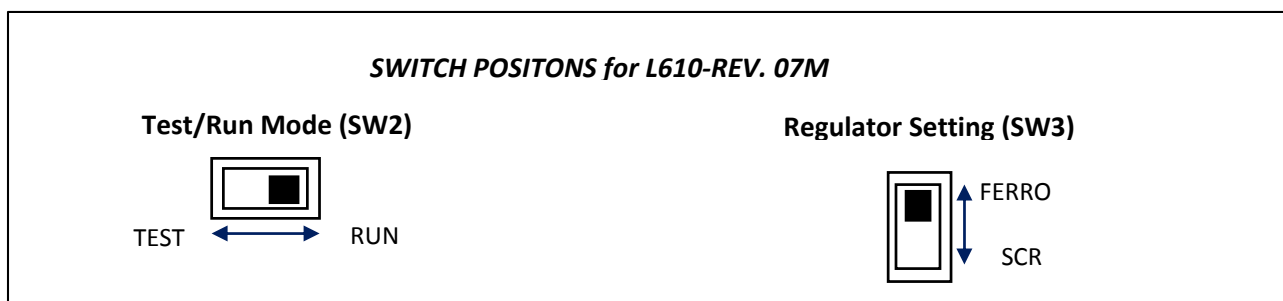 SWITCH POSITONS for L610-REV. 07M
Test/Run Mode (SW2)
Regulator Setting (SW3)
FERRO
TEST
RUN
SCR